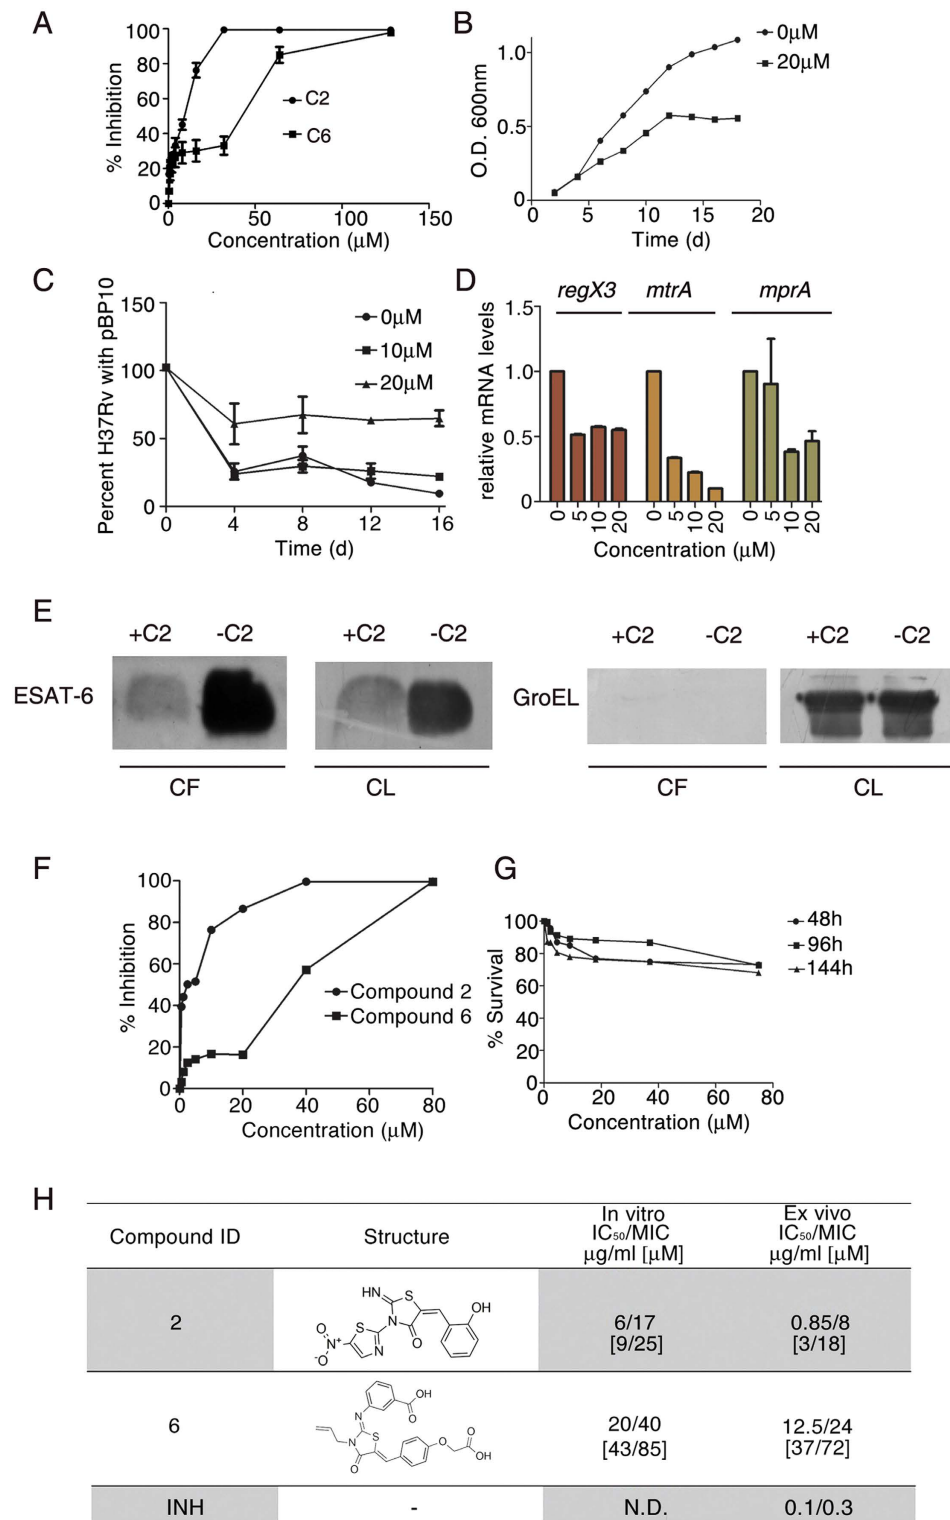 A
% Inhibition
100
80
60
40
20
0
C2
C6
0 50 100 150
Concentration (μM)
B
O.D. 600nm
1.0
0.5
0
0μM
20μM
0 5 10 15 20
Time (d)
C
Percent H37Rv with pBP10
150
100
50
0
0μM
10μM
20μM
0 4 8 12 16
Time (d)
D
relative mRNA levels
regX3 mtrA mprA
1.5
1.0
0.5
0
0 5 10 20 0 5 10 20 0 5 10 20
Concentration (μM)
E
+C2 -C2 +C2 -C2 +C2 -C2 +C2 -C2
ESAT-6 GroEL
CF CL CF CL
F
% Inhibition
100
80
60
40
20
0
Compound 2
Compound 6
0 20 40 60 80
Concentration (μM)
G
% Survival
100
80
60
40
20
0
48h
96h
144h
0 20 40 60 80
Concentration (μM)
H
Compound ID Structure In vitro IC50/MIC μg/ml [μM] Ex vivo IC50/MIC μg/ml [μM]
2
HN S OH
N O
S N
O N+ -O
6/17 0.85/8
[9/25] [3/18]
6
OH O
N S N O
O O OH
20/40 12.5/24
[43/85] [37/72]
INH - N.D. 0.1/0.3